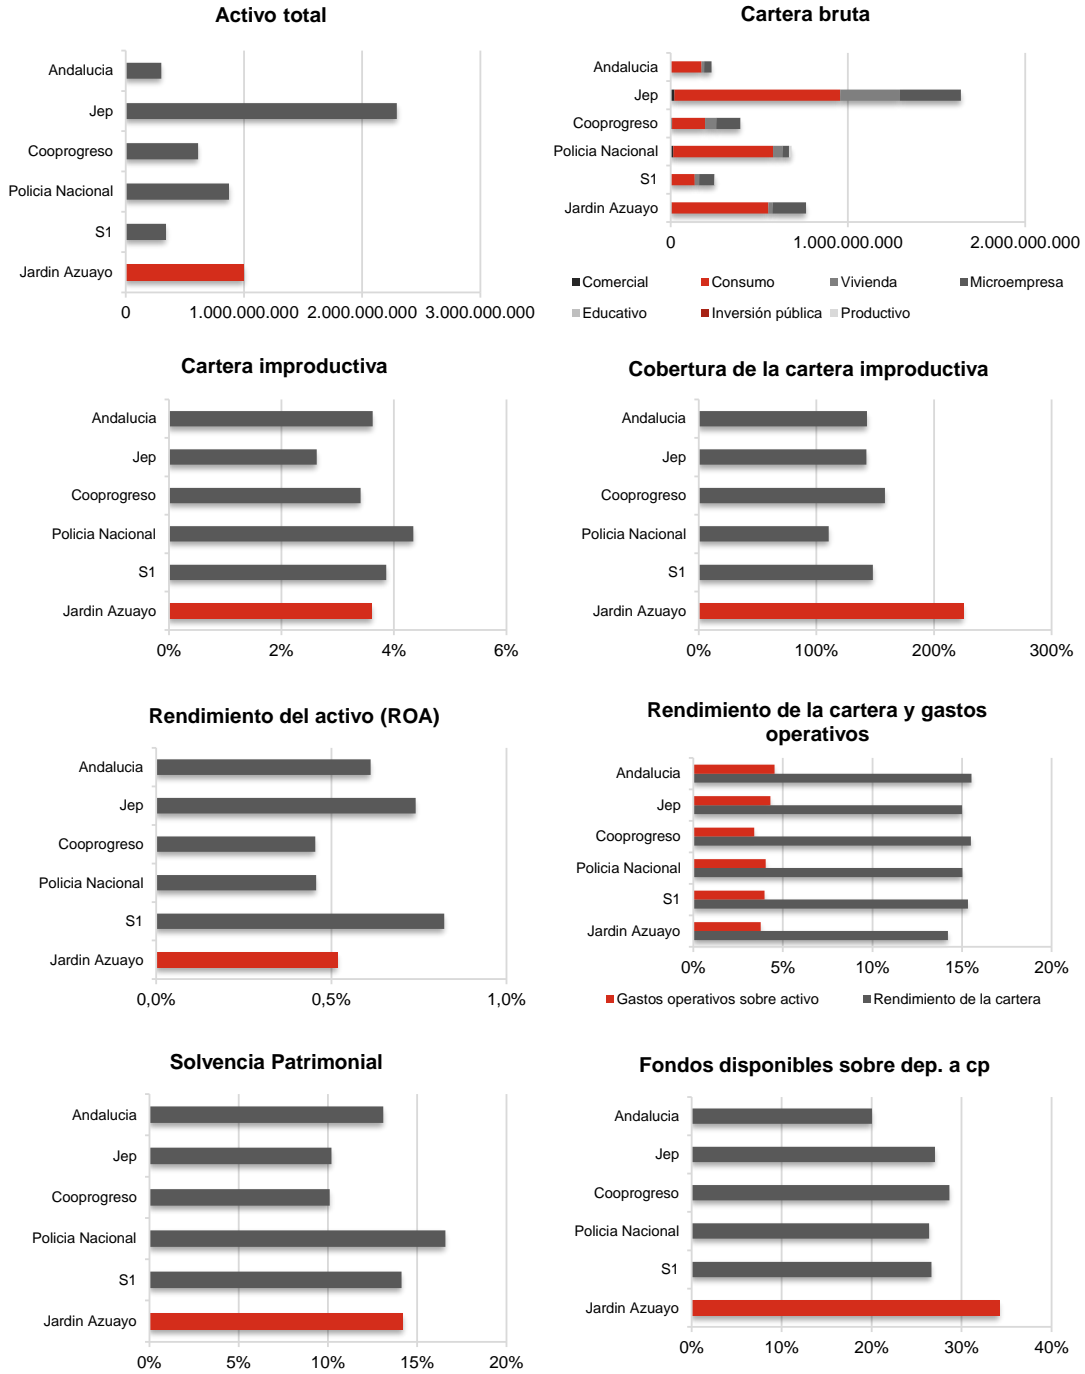 Activo total
Andalucia
Jep
Cooprogreso
Policia Nacional
S1
Jardin Azuayo
0 1.000.000.000 2.000.000.000 3.000.000.000
Cartera bruta
Andalucia
Jep
Cooprogreso
Policia Nacional
S1
Jardin Azuayo
0 1.000.000.000 2.000.000.000
Comercial Consumo Vivienda Microempresa
Educativo Inversión pública Productivo
Cartera improductiva
Andalucia
Jep
Cooprogreso
Policia Nacional
S1
Jardin Azuayo
0% 2% 4% 6%
Cobertura de la cartera improductiva
Andalucia
Jep
Cooprogreso
Policia Nacional
S1
Jardin Azuayo
0% 100% 200% 300%
Rendimiento del activo (ROA)
Andalucia
Jep
Cooprogreso
Policia Nacional
S1
Jardin Azuayo
0,0% 0,5% 1,0%
Rendimiento de la cartera y gastos
operativos
Andalucia
Jep
Cooprogreso
Policia Nacional
S1
Jardin Azuayo
0% 5% 10% 15% 20%
Gastos operativos sobre activo Rendimiento de la cartera
Solvencia Patrimonial
Andalucia
Jep
Cooprogreso
Policia Nacional
S1
Jardin Azuayo
0% 5% 10% 15% 20%
Fondos disponibles sobre dep. a cp
Andalucia
Jep
Cooprogreso
Policia Nacional
S1
Jardin Azuayo
0% 10% 20% 30% 40%